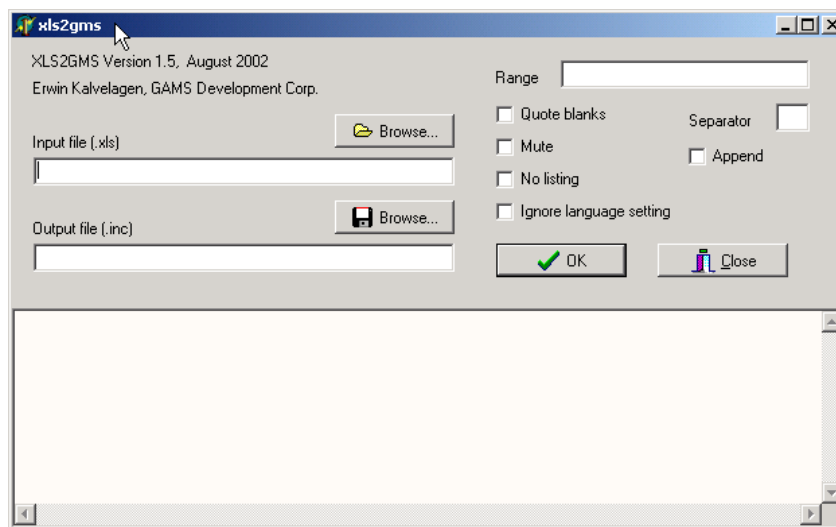 xls2gms
XLS2GMS Version 1.5, August 2002
Erwin Kalvelagen, GAMS Development Corp.
Input file (.xls)
Browse...
Output file (.inc)
Browse...
Range
Quote blanks
Separator
Mute
Append
No listing
Ignore language setting
OK
Close